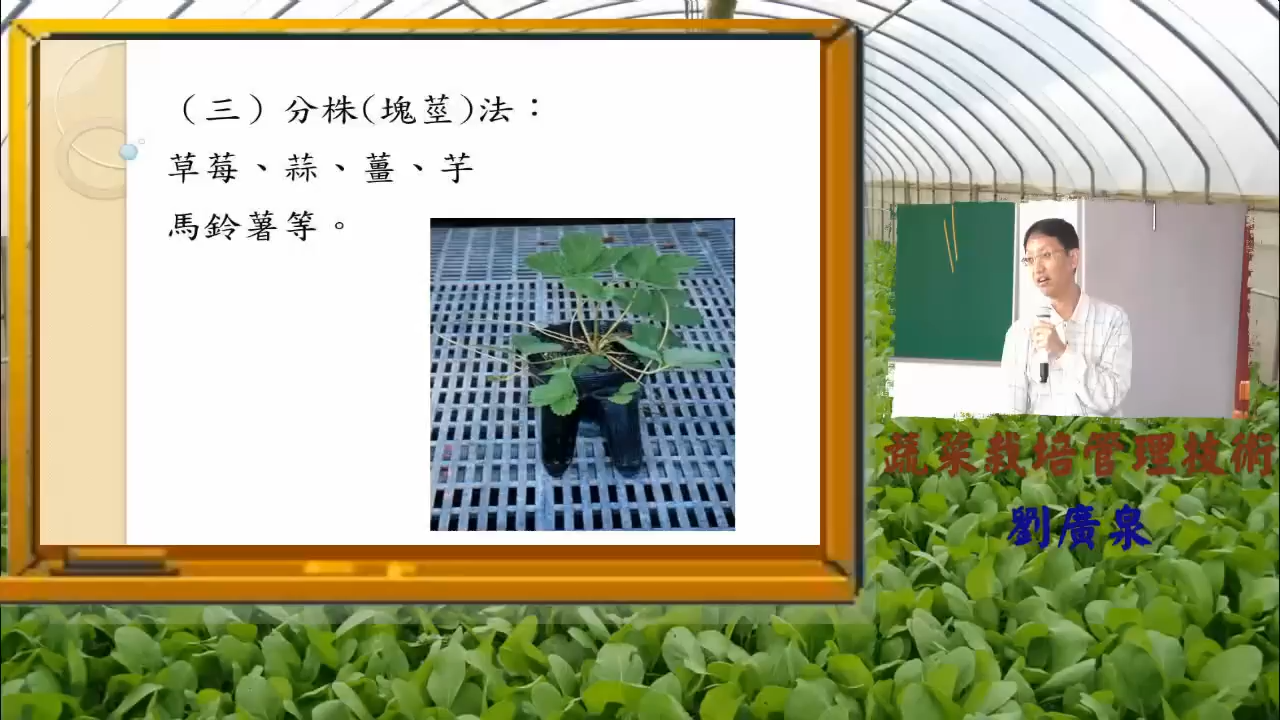 （三）分株(塊莖)法：
草莓、蒜、薑、芋
馬鈴薯等。
蔬菜栽培管理技術
劉廣泉